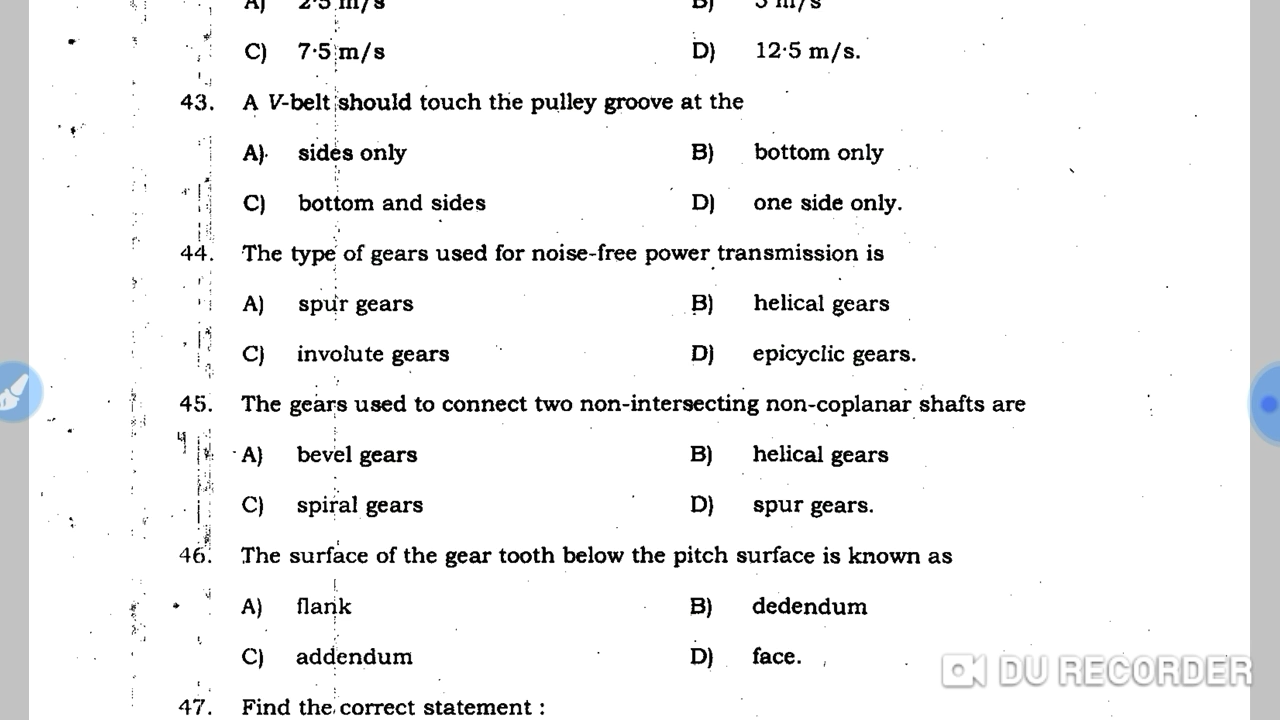 A) 2·5 m/s B) 5 m/s
C) 7·5 m/s D) 12·5 m/s.
43. A V-belt should touch the pulley groove at the
A) sides only B) bottom only
C) bottom and sides D) one side only.
44. The type of gears used for noise-free power transmission is
A) spur gears B) helical gears
C) involute gears D) epicyclic gears.
45. The gears used to connect two non-intersecting non-coplanar shafts are
A) bevel gears B) helical gears
C) spiral gears D) spur gears.
46. The surface of the gear tooth below the pitch surface is known as
A) flank B) dedendum
C) addendum D) face.
47. Find the correct statement :
DU RECORDER